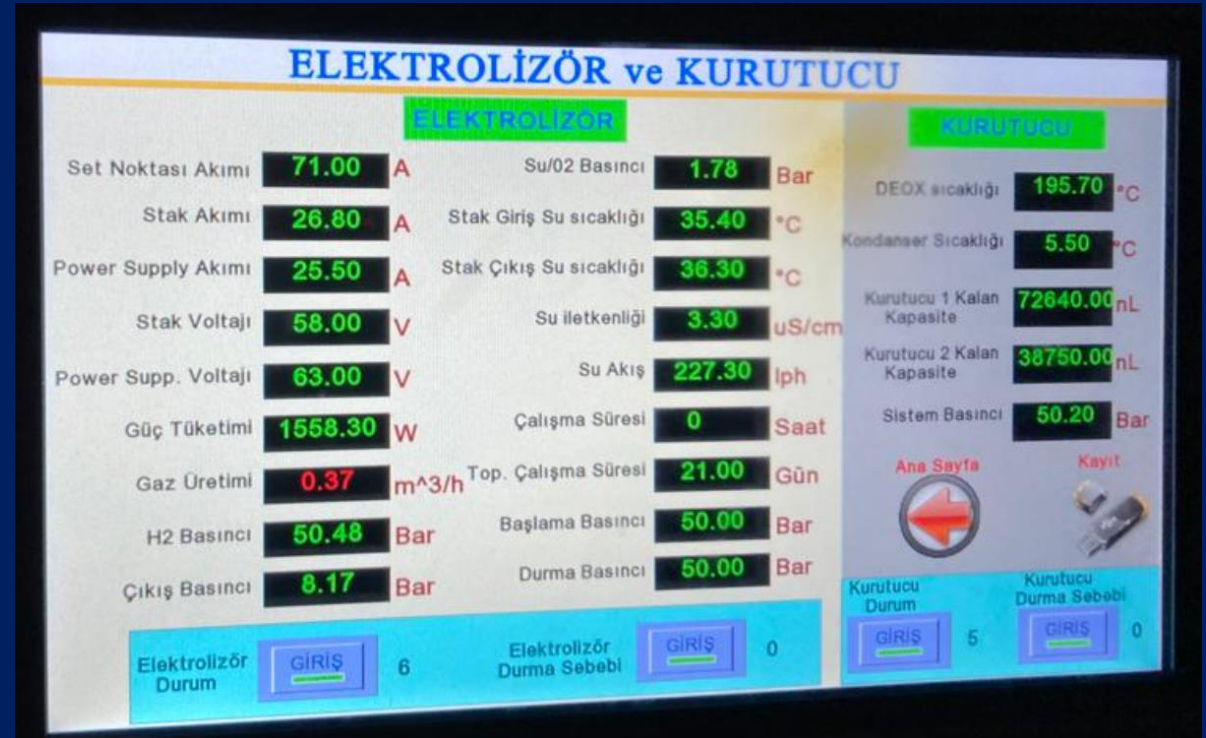 ELEKTROLİZÖR ve KURUTUCU
ELEKTROLİZÖR
Set Noktası Akımı 71.00 A
Stak Akımı 26.80 A
Power Supply Akımı 25.50 A
Stak Voltajı 58.00 V
Power Supp. Voltajı 63.00 V
Güç Tüketimi 1558.30 W
Gaz Üretimi 0.37 m^3/h
H2 Basıncı 50.48 Bar
Çıkış Basıncı 8.17 Bar
Su/02 Basıncı 1.78 Bar
Stak Giriş Su sıcaklığı 35.40 °C
Stak Çıkış Su sıcaklığı 36.30 °C
Su iletkenliği 3.30 uS/cm
Su Akış 227.30 lph
Çalışma Süresi 0 Saat
Top. Çalışma Süresi 21.00 Gün
Başlama Basıncı 50.00 Bar
Durma Basıncı 50.00 Bar
Elektrolizör
Durum
GİRİŞ 6
Elektrolizör
Durma Sebebi
GİRİŞ 0
KURUTUCU
DEOX sıcaklığı 195.70 °C
Kondanser Sıcaklığı 5.50 °C
Kurutucu 1 Kalan
Kapasite
72640.00 nL
Kurutucu 2 Kalan
Kapasite
38750.00 nL
Sistem Basıncı 50.20 Bar
Ana Sayfa
Kayıt
Kurutucu
Durum
GİRİŞ 5
Kurutucu
Durma Sebebi
GİRİŞ 0